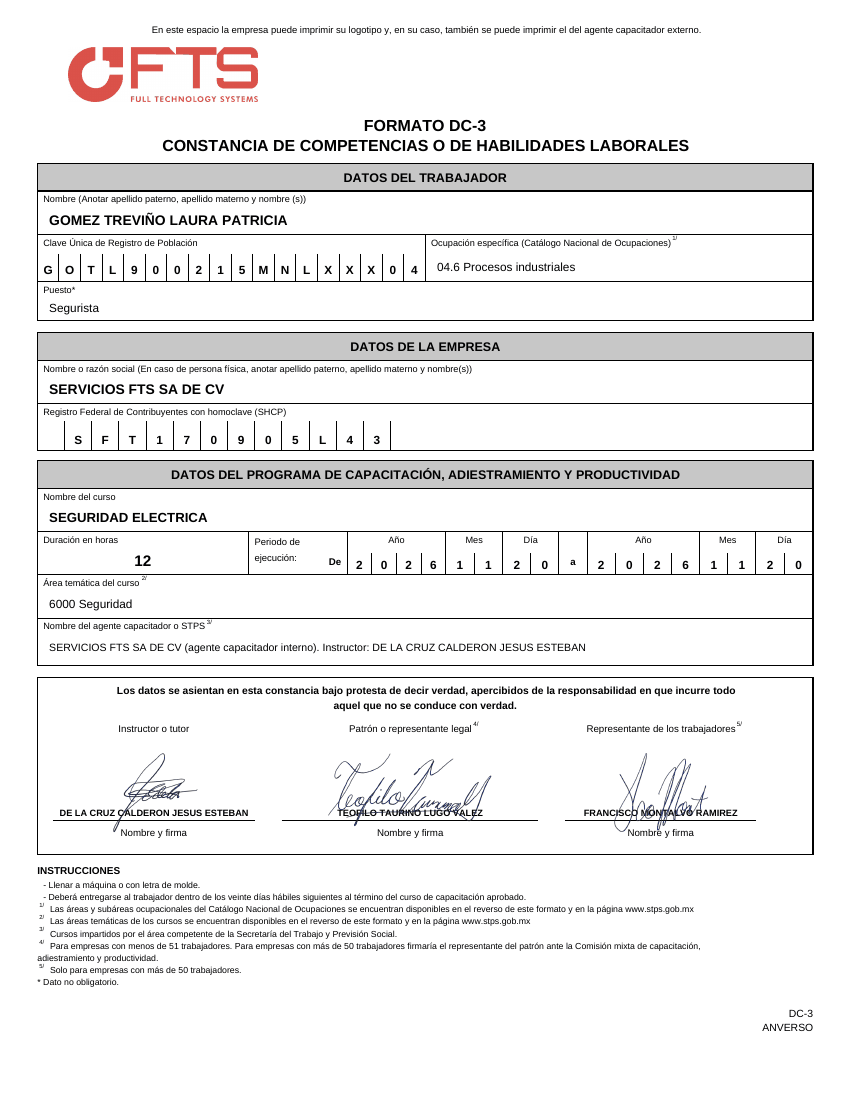 En este espacio la empresa puede imprimir su logotipo y, en su caso, también se puede imprimir el del agente capacitador externo.
FTS
FULL TECHNOLOGY SYSTEMS
FORMATO DC-3
CONSTANCIA DE COMPETENCIAS O DE HABILIDADES LABORALES
DATOS DEL TRABAJADOR
Nombre (Anotar apellido paterno, apellido materno y nombre (s))
GOMEZ TREVIÑO LAURA PATRICIA
Clave Única de Registro de Población
Ocupación específica (Catálogo Nacional de Ocupaciones) 1/
G O T L 9 0 0 2 1 5 M N L X X X 0 4
04.6 Procesos industriales
Puesto*
Segurista
DATOS DE LA EMPRESA
Nombre o razón social (En caso de persona física, anotar apellido paterno, apellido materno y nombre(s))
SERVICIOS FTS SA DE CV
Registro Federal de Contribuyentes con homoclave (SHCP)
S F T 1 7 0 9 0 5 L 4 3
DATOS DEL PROGRAMA DE CAPACITACIÓN, ADIESTRAMIENTO Y PRODUCTIVIDAD
Nombre del curso
SEGURIDAD ELECTRICA
Duración en horas
12
Periodo de
ejecución:
De
Año Mes Día Año Mes Día
2 0 2 6 1 1 2 0 a 2 0 2 6 1 1 2 0
Área temática del curso 2/
6000 Seguridad
Nombre del agente capacitador o STPS 3/
SERVICIOS FTS SA DE CV (agente capacitador interno). Instructor: DE LA CRUZ CALDERON JESUS ESTEBAN
Los datos se asientan en esta constancia bajo protesta de decir verdad, apercibidos de la responsabilidad en que incurre todo
aquel que no se conduce con verdad.
Instructor o tutor
Patrón o representante legal 4/
Representante de los trabajadores 5/
DE LA CRUZ CALDERON JESUS ESTEBAN
TEOFILO TAURINO LUGO VALEZ
FRANCISCO MONTALVO RAMIREZ
Nombre y firma
Nombre y firma
Nombre y firma
INSTRUCCIONES
- Llenar a máquina o con letra de molde.
- Deberá entregarse al trabajador dentro de los veinte días hábiles siguientes al término del curso de capacitación aprobado.
1/ Las áreas y subáreas ocupacionales del Catálogo Nacional de Ocupaciones se encuentran disponibles en el reverso de este formato y en la página www.stps.gob.mx
2/ Las áreas temáticas de los cursos se encuentran disponibles en el reverso de este formato y en la página www.stps.gob.mx
3/ Cursos impartidos por el área competente de la Secretaría del Trabajo y Previsión Social.
4/ Para empresas con menos de 51 trabajadores. Para empresas con más de 50 trabajadores firmaría el representante del patrón ante la Comisión mixta de capacitación,
adiestramiento y productividad.
5/ Solo para empresas con más de 50 trabajadores.
* Dato no obligatorio.
DC-3
ANVERSO